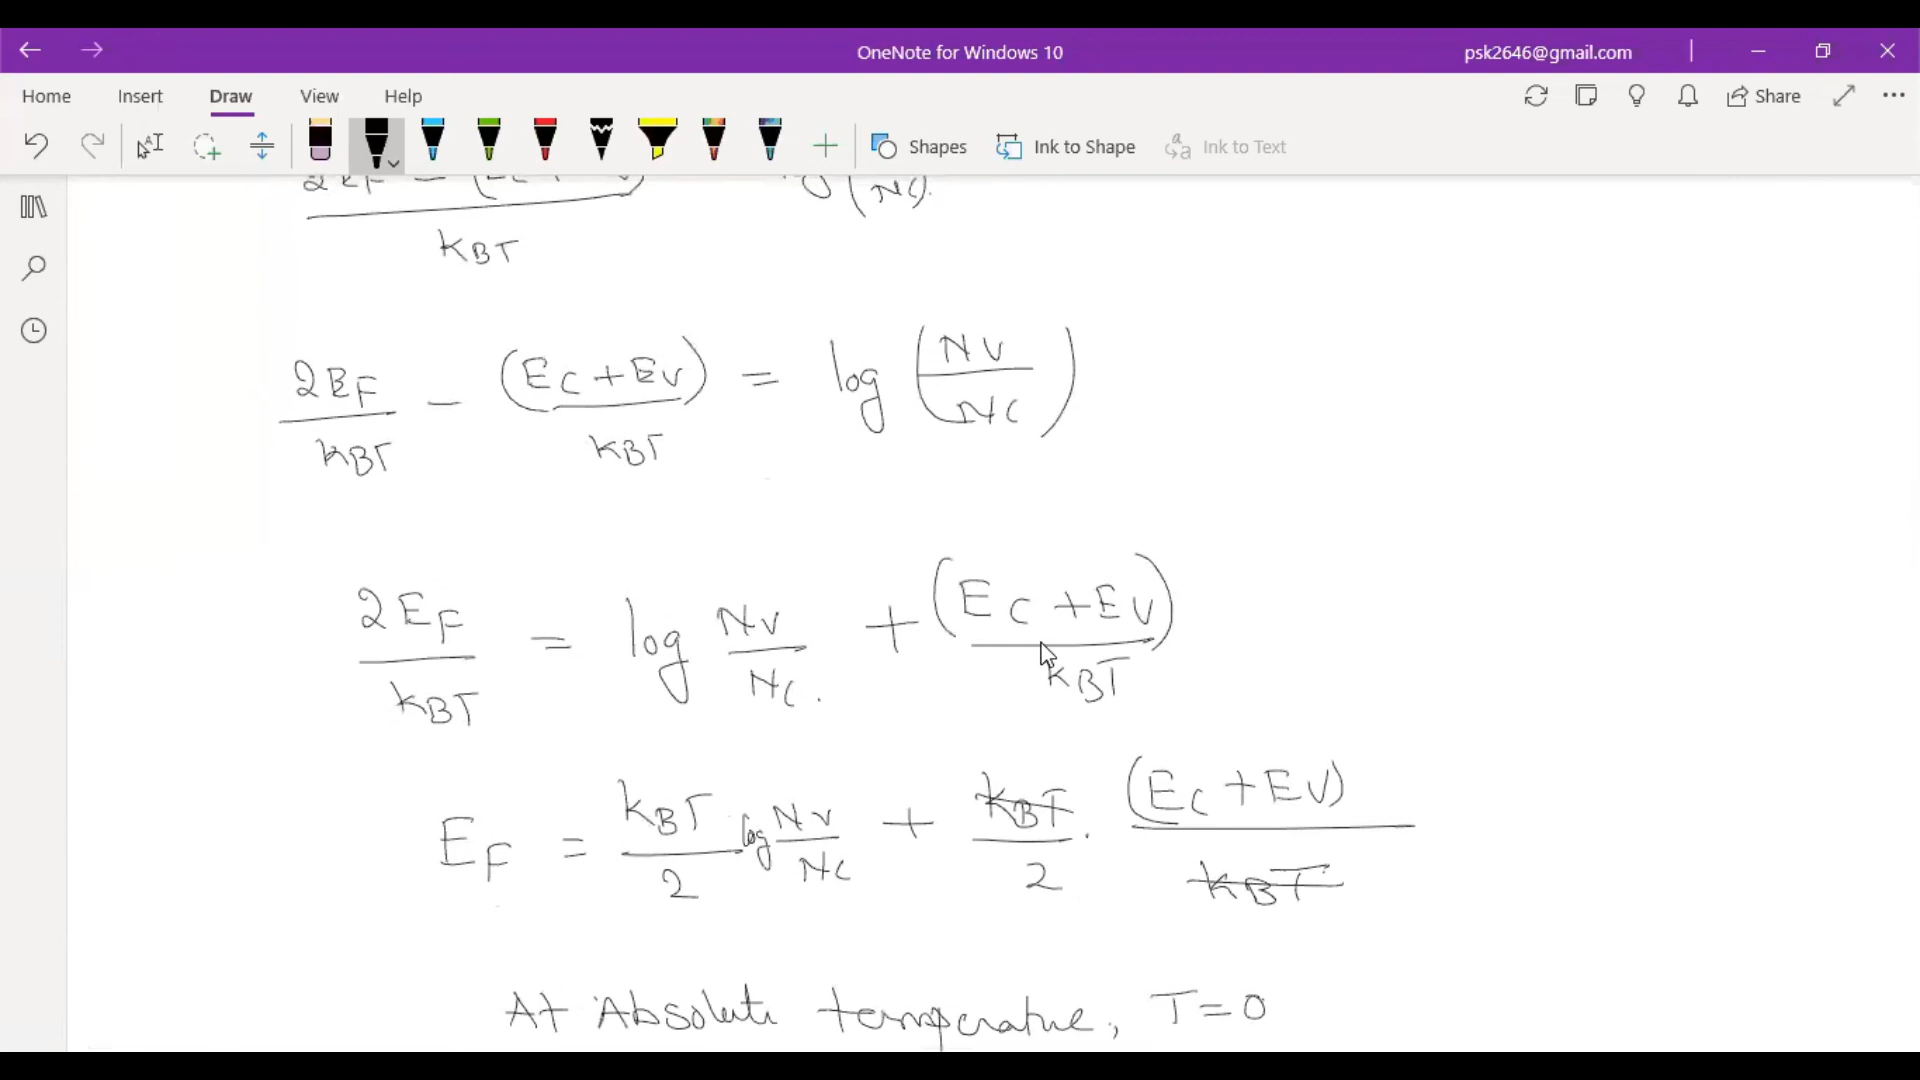 OneNote for Windows 10
psk2646@gmail.com
Home Insert Draw View Help
Share
Shapes Ink to Shape Ink to Text
(NC).
KBT
2EF/KBT - (EC+EV)/KBT = log (NV/NC)
2EF/KBT = log NV/NC. + (EC+EV)/KBT
EF = KBT/2 log NV/NC + KBT/2 . (EC+EV)/KBT
At Absolute temperature, T=0